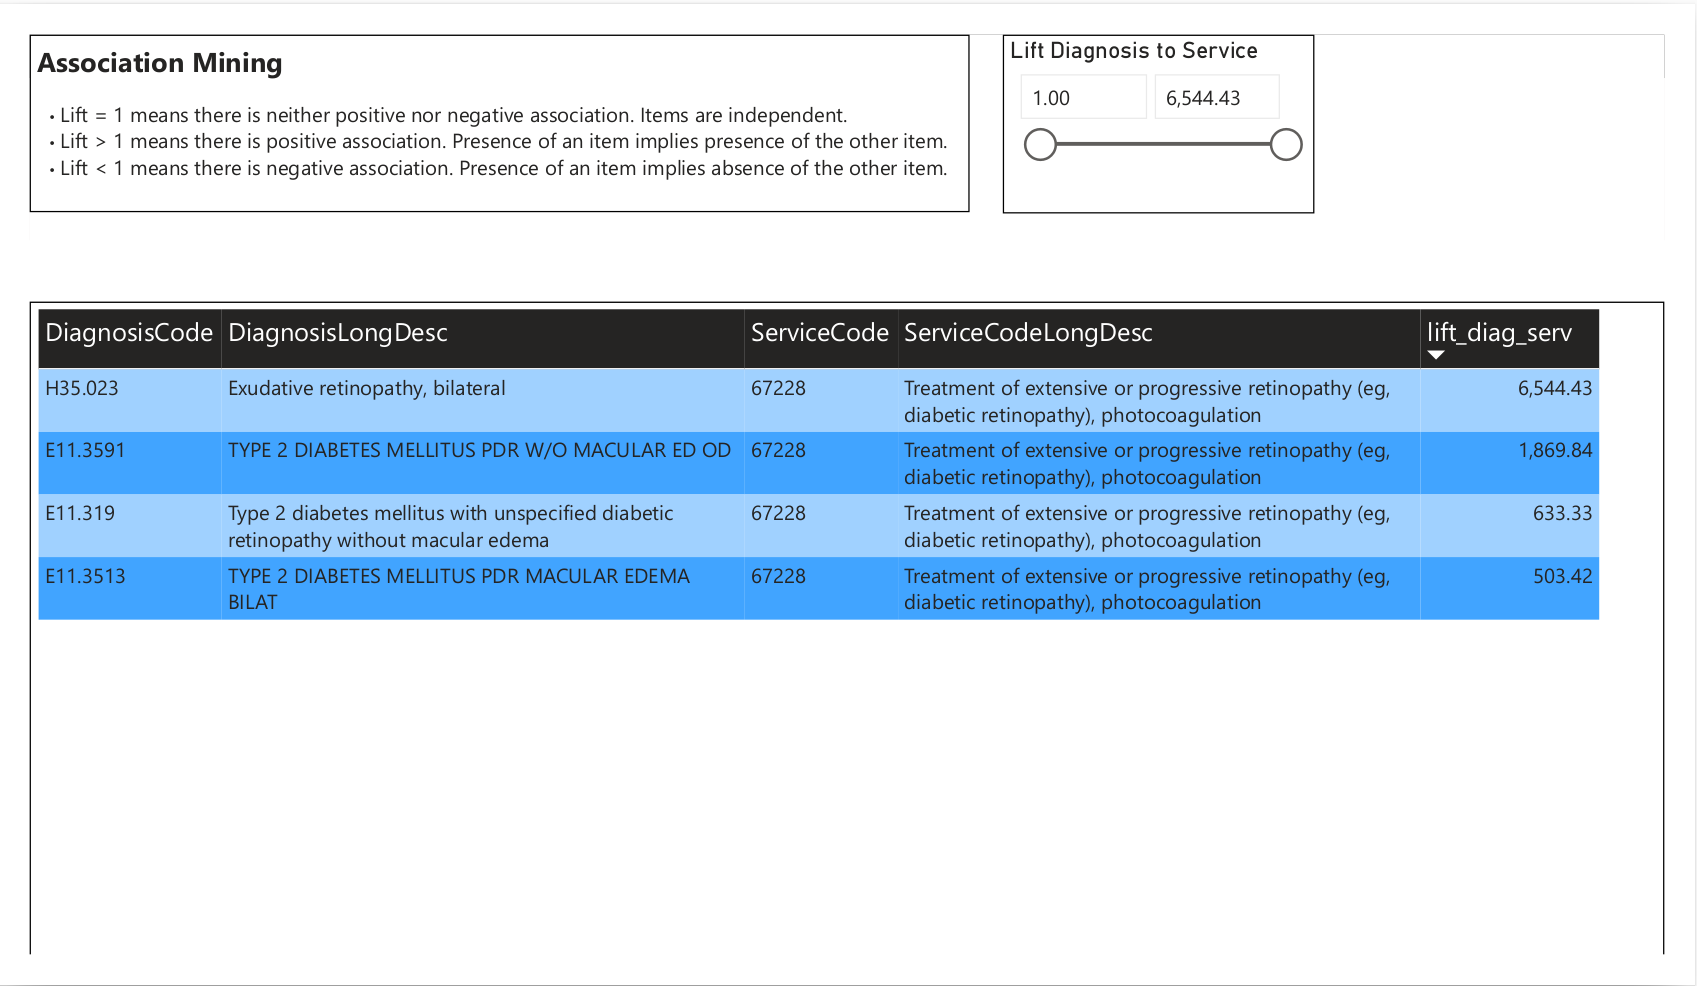 Association Mining
• Lift = 1 means there is neither positive nor negative association. Items are independent.
• Lift > 1 means there is positive association. Presence of an item implies presence of the other item.
• Lift < 1 means there is negative association. Presence of an item implies absence of the other item.
Lift Diagnosis to Service
1.00 6,544.43
DiagnosisCode DiagnosisLongDesc ServiceCode ServiceCodeLongDesc lift_diag_serv
H35.023 Exudative retinopathy, bilateral 67228 Treatment of extensive or progressive retinopathy (eg, 6,544.43
diabetic retinopathy), photocoagulation
E11.3591 TYPE 2 DIABETES MELLITUS PDR W/O MACULAR ED OD 67228 Treatment of extensive or progressive retinopathy (eg, 1,869.84
diabetic retinopathy), photocoagulation
E11.319 Type 2 diabetes mellitus with unspecified diabetic 67228 Treatment of extensive or progressive retinopathy (eg, 633.33
retinopathy without macular edema diabetic retinopathy), photocoagulation
E11.3513 TYPE 2 DIABETES MELLITUS PDR MACULAR EDEMA 67228 Treatment of extensive or progressive retinopathy (eg, 503.42
BILAT diabetic retinopathy), photocoagulation